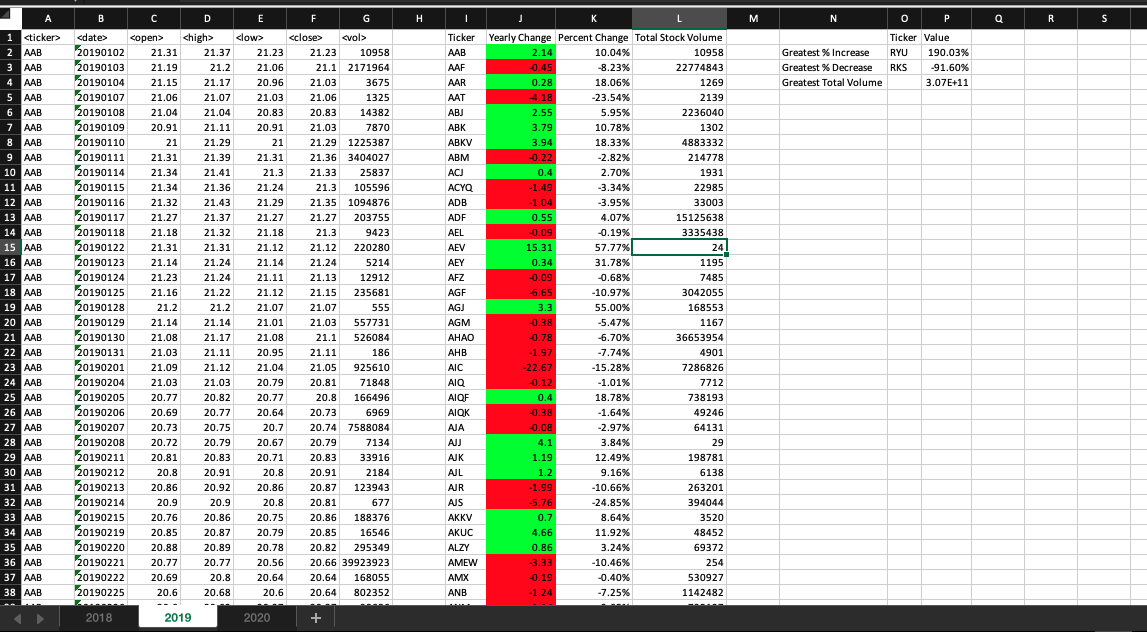 A B C D E F G H I J K L M N O P Q R S
1 <ticker> <date> <open> <high> <low> <close> <vol> Ticker Yearly Change Percent Change Total Stock Volume Ticker Value
2 AAB 20190102 21.31 21.37 21.23 21.23 10958 AAB 2.14 10.04% 10958 Greatest % Increase RYU 190.03%
3 AAB 20190103 21.19 21.2 21.06 21.1 2171964 AAF -0.45 -8.23% 22774843 Greatest % Decrease RKS -91.60%
4 AAB 20190104 21.15 21.17 20.96 21.03 3675 AAR 0.28 18.06% 1269 Greatest Total Volume 3.07E+11
5 AAB 20190107 21.06 21.07 21.03 21.06 1325 AAT -4.18 -23.54% 2139
6 AAB 20190108 21.04 21.04 20.83 20.83 14382 ABJ 2.55 5.95% 2236040
7 AAB 20190109 20.91 21.11 20.91 21.03 7870 ABK 3.79 10.78% 1302
8 AAB 20190110 21 21.29 21 21.29 1225387 ABKV 3.94 18.33% 4883332
9 AAB 20190111 21.31 21.39 21.31 21.36 3404027 ABM -0.22 -2.82% 214778
10 AAB 20190114 21.34 21.41 21.3 21.33 25837 ACJ 0.4 2.70% 1931
11 AAB 20190115 21.34 21.36 21.24 21.3 105596 ACYQ -1.49 -3.34% 22985
12 AAB 20190116 21.32 21.43 21.29 21.35 1094876 ADB -1.04 -3.95% 33003
13 AAB 20190117 21.27 21.37 21.27 21.27 203755 ADF 0.55 4.07% 15125638
14 AAB 20190118 21.18 21.32 21.18 21.3 9423 AEL -0.09 -0.19% 3335438
15 AAB 20190122 21.31 21.31 21.12 21.12 220280 AEV 15.31 57.77% 24
16 AAB 20190123 21.14 21.24 21.14 21.24 5214 AEY 0.34 31.78% 1195
17 AAB 20190124 21.23 21.24 21.11 21.13 12912 AFZ -0.09 -0.68% 7485
18 AAB 20190125 21.16 21.22 21.12 21.15 235681 AGF -6.65 -10.97% 3042055
19 AAB 20190128 21.2 21.2 21.07 21.07 555 AGJ 3.3 55.00% 168553
20 AAB 20190129 21.14 21.14 21.01 21.03 557731 AGM -0.38 -5.47% 1167
21 AAB 20190130 21.08 21.17 21.08 21.1 526084 AHAO -0.78 -6.70% 36653954
22 AAB 20190131 21.03 21.11 20.95 21.11 186 AHB -1.97 -7.74% 4901
23 AAB 20190201 21.09 21.12 21.04 21.05 925610 AIC -22.67 -15.28% 7286826
24 AAB 20190204 21.03 21.03 20.79 20.81 71848 AIQ -0.12 -1.01% 7712
25 AAB 20190205 20.77 20.82 20.77 20.8 166496 AIQF 0.4 18.78% 738193
26 AAB 20190206 20.69 20.77 20.64 20.73 6969 AIQK -0.38 -1.64% 49246
27 AAB 20190207 20.73 20.75 20.7 20.74 7588084 AJA -0.08 -2.97% 64131
28 AAB 20190208 20.72 20.79 20.67 20.79 7134 AJJ 4.1 3.84% 29
29 AAB 20190211 20.81 20.83 20.71 20.83 33916 AJK 1.19 12.49% 198781
30 AAB 20190212 20.8 20.91 20.8 20.91 2184 AJL 1.2 9.16% 6138
31 AAB 20190213 20.86 20.92 20.86 20.87 123943 AJR -1.99 -10.66% 263201
32 AAB 20190214 20.9 20.9 20.8 20.81 677 AJS -5.76 -24.85% 394044
33 AAB 20190215 20.76 20.86 20.75 20.86 188376 AKKV 0.7 8.64% 3520
34 AAB 20190219 20.85 20.87 20.79 20.85 16546 AKUC 4.66 11.92% 48452
35 AAB 20190220 20.88 20.89 20.78 20.82 295349 ALZY 0.86 3.24% 69372
36 AAB 20190221 20.77 20.77 20.56 20.66 39923923 AMEW -3.33 -10.46% 254
37 AAB 20190222 20.69 20.8 20.64 20.64 168055 AMX -0.19 -0.40% 530927
38 AAB 20190225 20.6 20.68 20.6 20.64 802352 ANB -1.24 -7.25% 1142482
2018 2019 2020 +